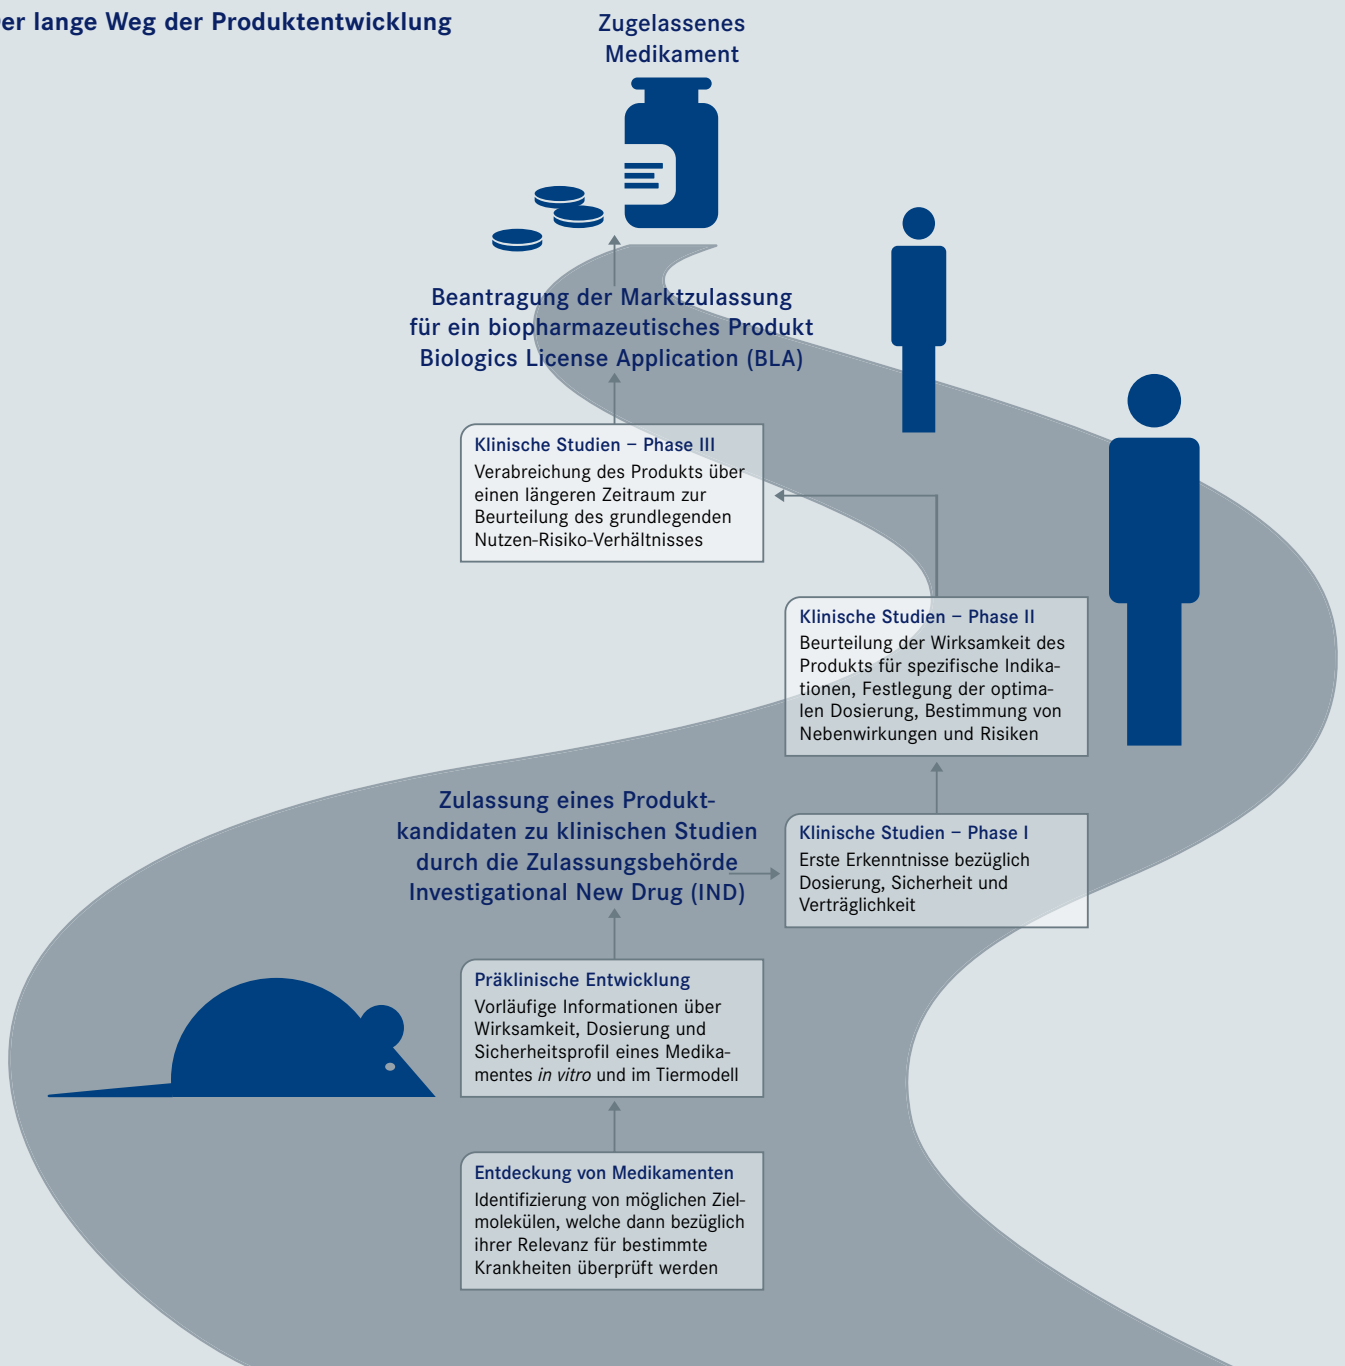 er lange Weg der Produktentwicklung
Zugelassenes
Medikament
Beantragung der Marktzulassung
für ein biopharmazeutisches Produkt
Biologics License Application (BLA)
Klinische Studien – Phase III
Verabreichung des Produkts über
einen längeren Zeitraum zur
Beurteilung des grundlegenden
Nutzen-Risiko-Verhältnisses
Klinische Studien – Phase II
Beurteilung der Wirksamkeit des
Produkts für spezifische Indika-
tionen, Festlegung der optima-
len Dosierung, Bestimmung von
Nebenwirkungen und Risiken
Zulassung eines Produkt-
kandidaten zu klinischen Studien
durch die Zulassungsbehörde
Investigational New Drug (IND)
Klinische Studien – Phase I
Erste Erkenntnisse bezüglich
Dosierung, Sicherheit und
Verträglichkeit
Präklinische Entwicklung
Vorläufige Informationen über
Wirksamkeit, Dosierung und
Sicherheitsprofil eines Medika-
mentes in vitro und im Tiermodell
Entdeckung von Medikamenten
Identifizierung von möglichen Ziel-
molekülen, welche dann bezüglich
ihrer Relevanz für bestimmte
Krankheiten überprüft werden